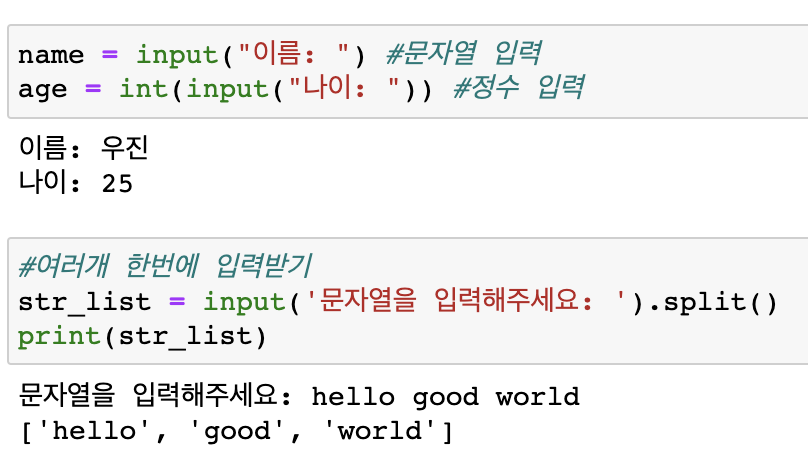 name = input("이름: ") #문자열 입력
age = int(input("나이: ")) #정수 입력
이름: 우진
나이: 25
#여러개 한번에 입력받기
str_list = input('문자열을 입력해주세요: ').split()
print(str_list)
문자열을 입력해주세요: hello good world
['hello', 'good', 'world']